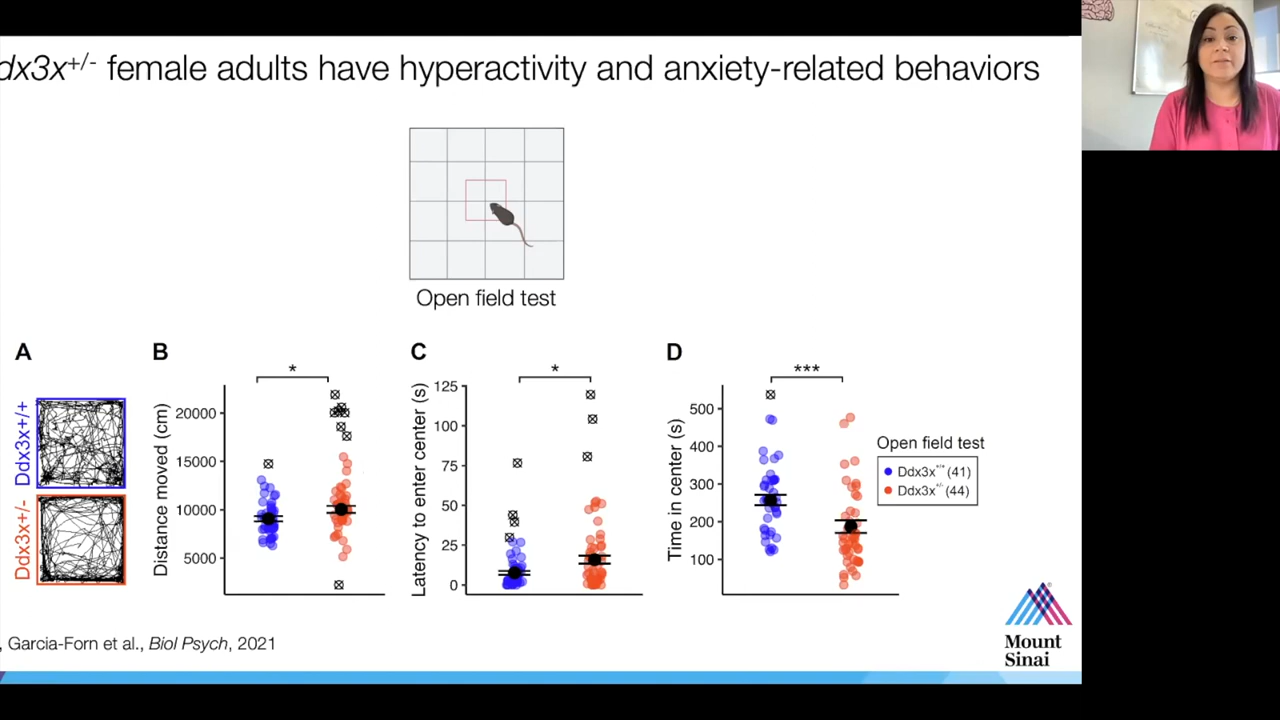 dx3x+/- female adults have hyperactivity and anxiety-related behaviors
Open field test
A
Ddx3x+/+
Ddx3x+/-
B
*
Distance moved (cm)
20000
15000
10000
5000
C
*
Latency to enter center (s)
125
100
75
50
25
0
D
***
Time in center (s)
500
400
300
200
100
Open field test
Ddx3x+/+ (41)
Ddx3x+/- (44)
, Garcia-Forn et al., Biol Psych, 2021
Mount
Sinai